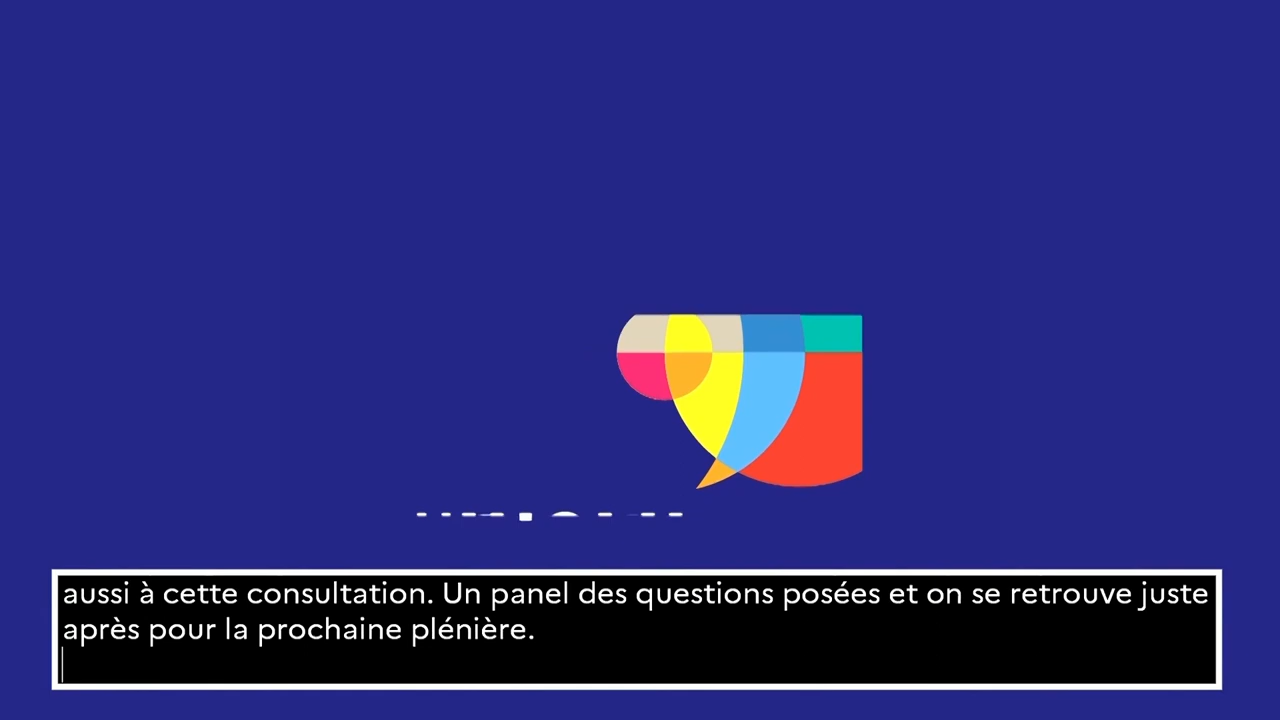 aussi à cette consultation. Un panel des questions posées et on se retrouve juste
après pour la prochaine plénière.